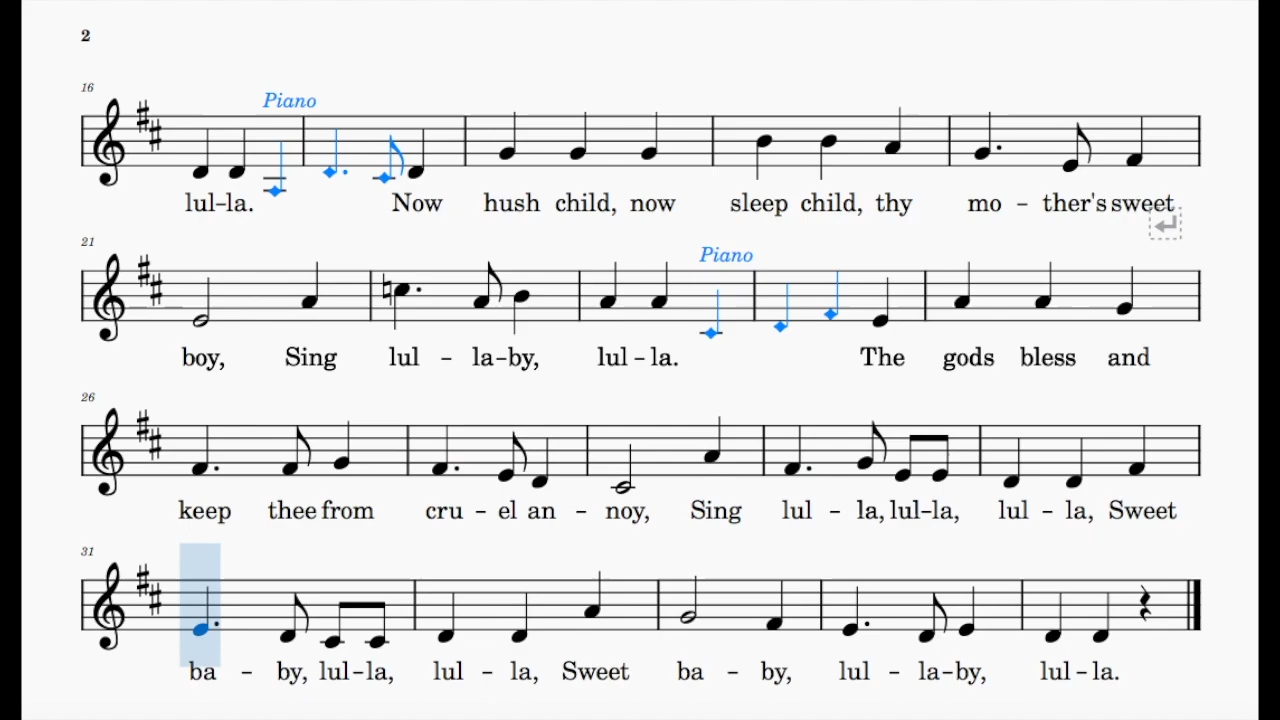 2
16
Piano
lul–la. Now hush child, now sleep child, thy mo – ther's sweet
21
Piano
boy, Sing lul – la–by, lul – la. The gods bless and
26
keep thee from cru – el an – noy, Sing lul – la, lul–la, lul – la, Sweet
31
ba – by, lul–la, lul – la, Sweet ba – by, lul – la–by, lul – la.